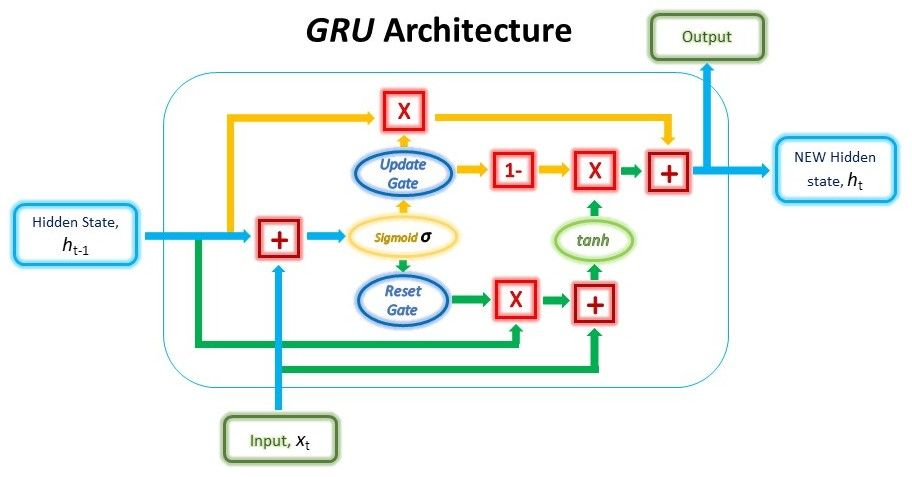 GRU Architecture
Output
X
Update
Gate
1-
X
+
NEW Hidden
state, ht
Hidden State,
ht-1
+
Sigmoid σ
tanh
Reset
Gate
X
+
Input, xt